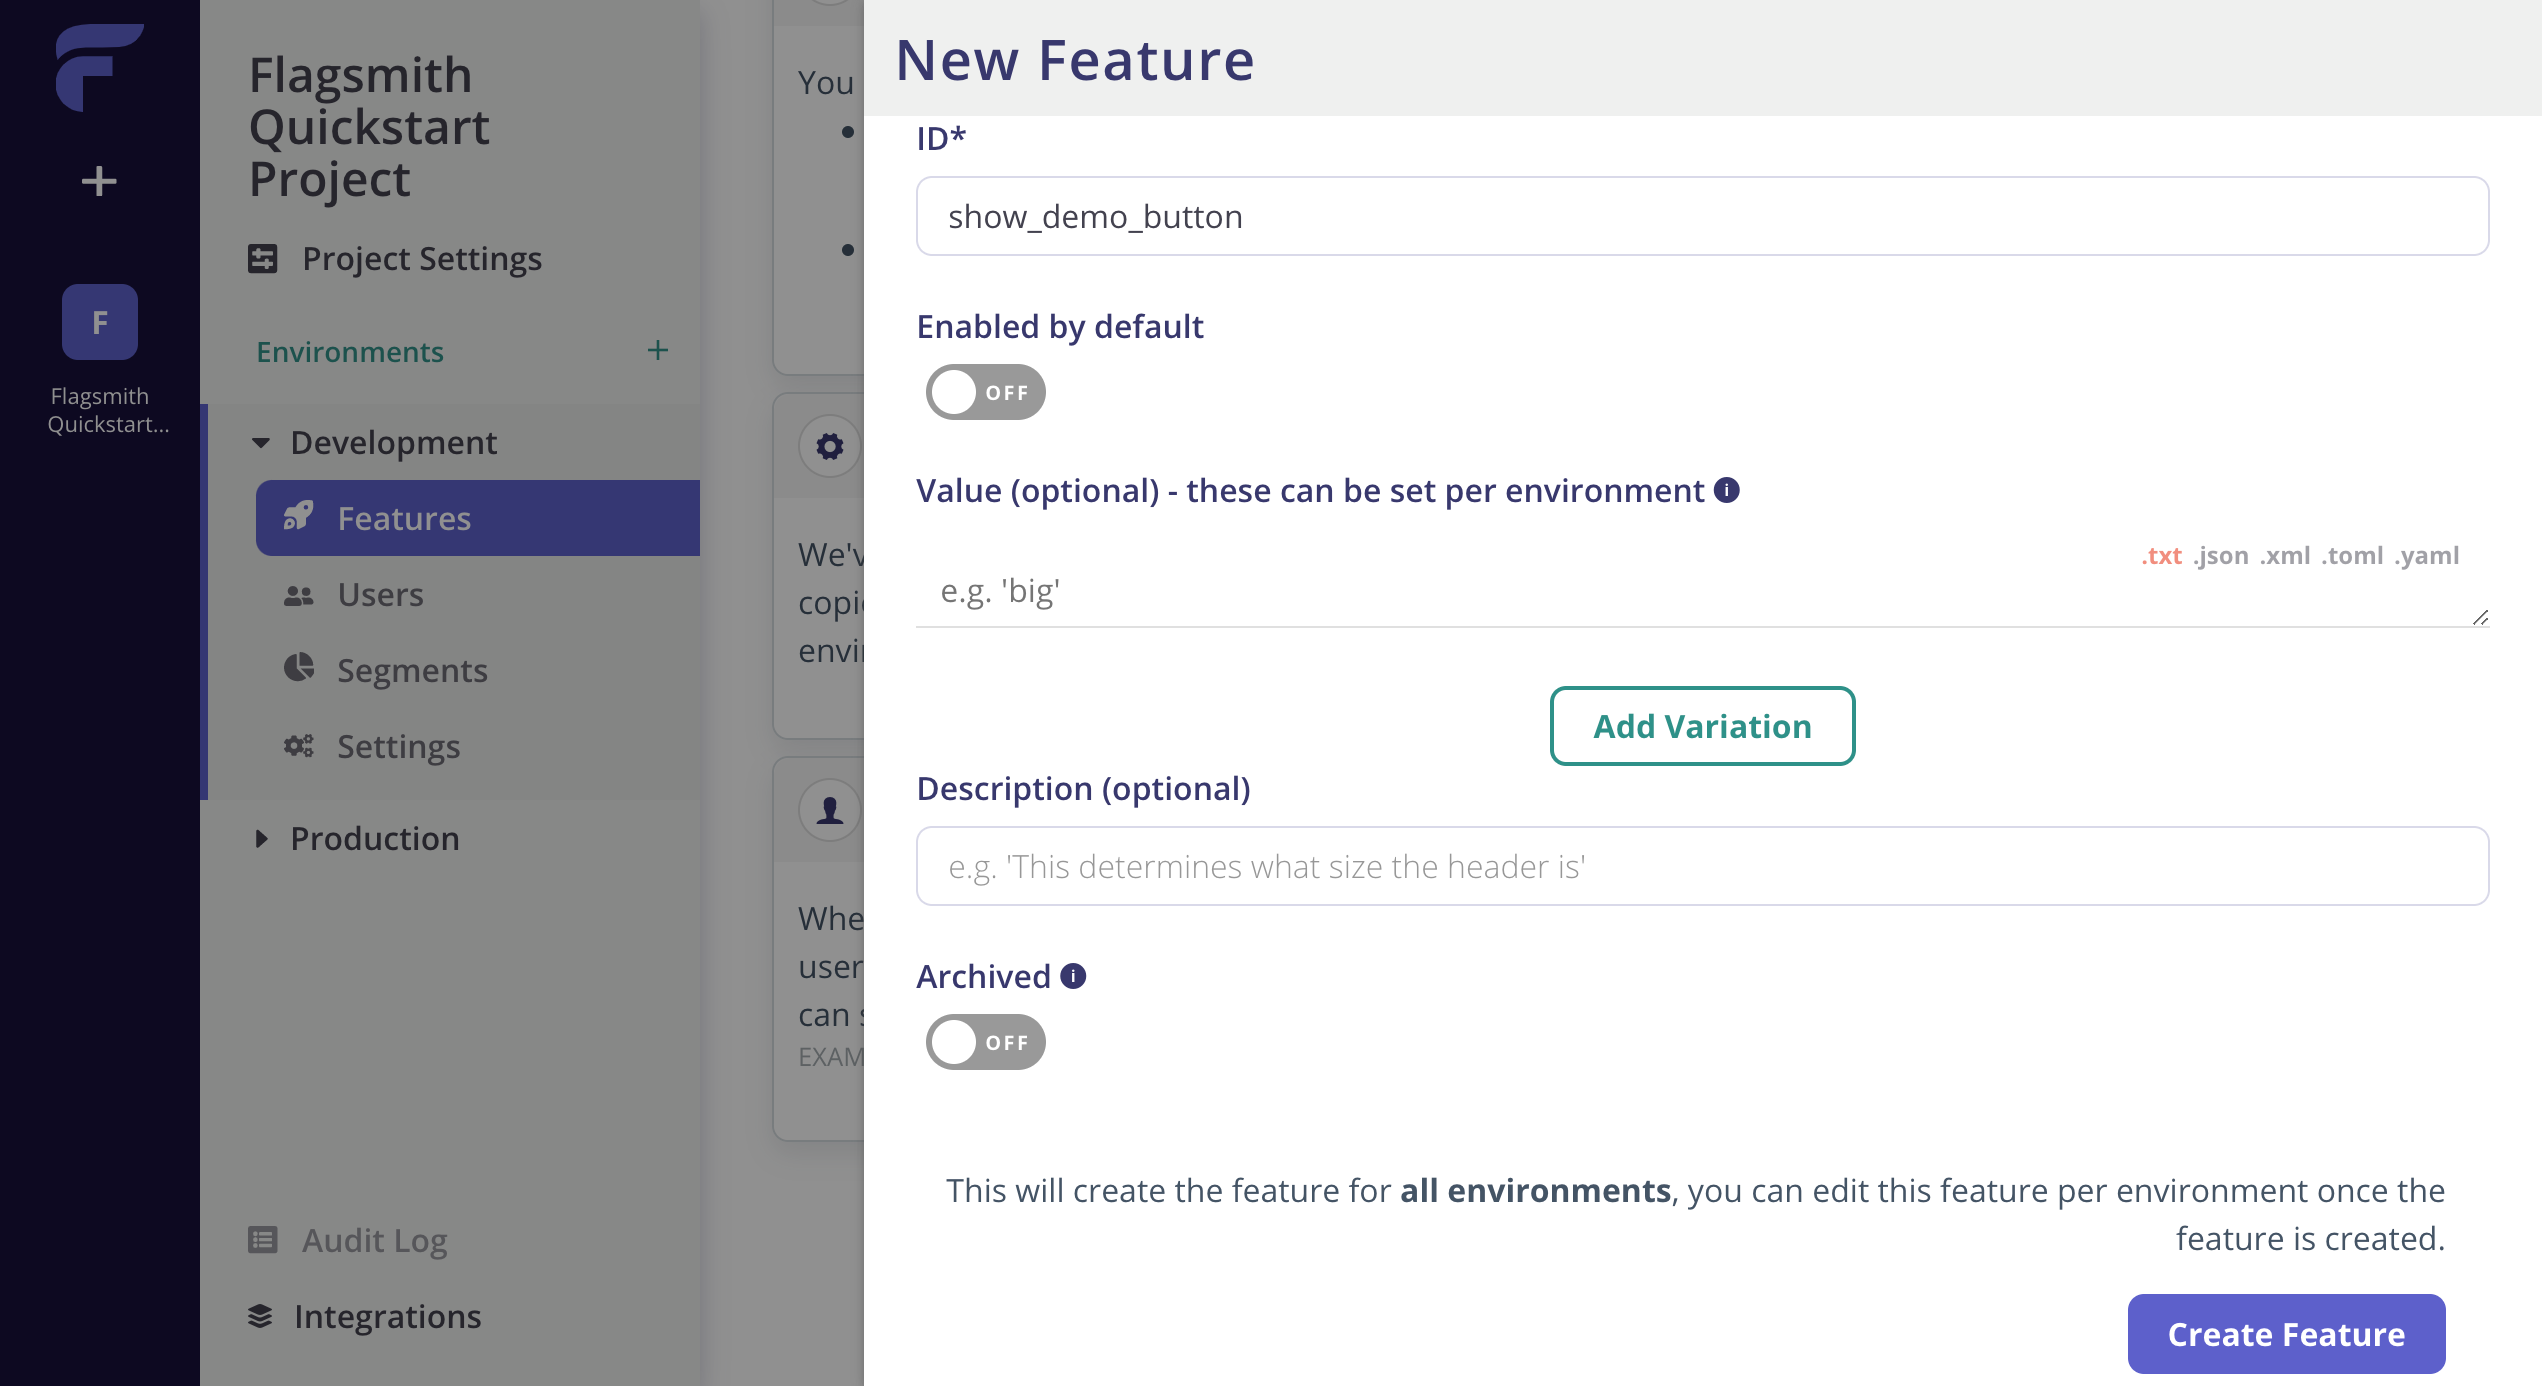 Flagsmith
Quickstart...
F
Flagsmith
Quickstart
Project
Project Settings
Environments
Development
Features
Users
Segments
Settings
Production
Audit Log
Integrations
You
We'v
copi
envi
Whe
user
can s
EXAM
New Feature
ID*
show_demo_button
Enabled by default
OFF
Value (optional) - these can be set per environment
.txt .json .xml .toml .yaml
e.g. 'big'
Add Variation
Description (optional)
e.g. 'This determines what size the header is'
Archived
OFF
This will create the feature for all environments, you can edit this feature per environment once the
feature is created.
Create Feature